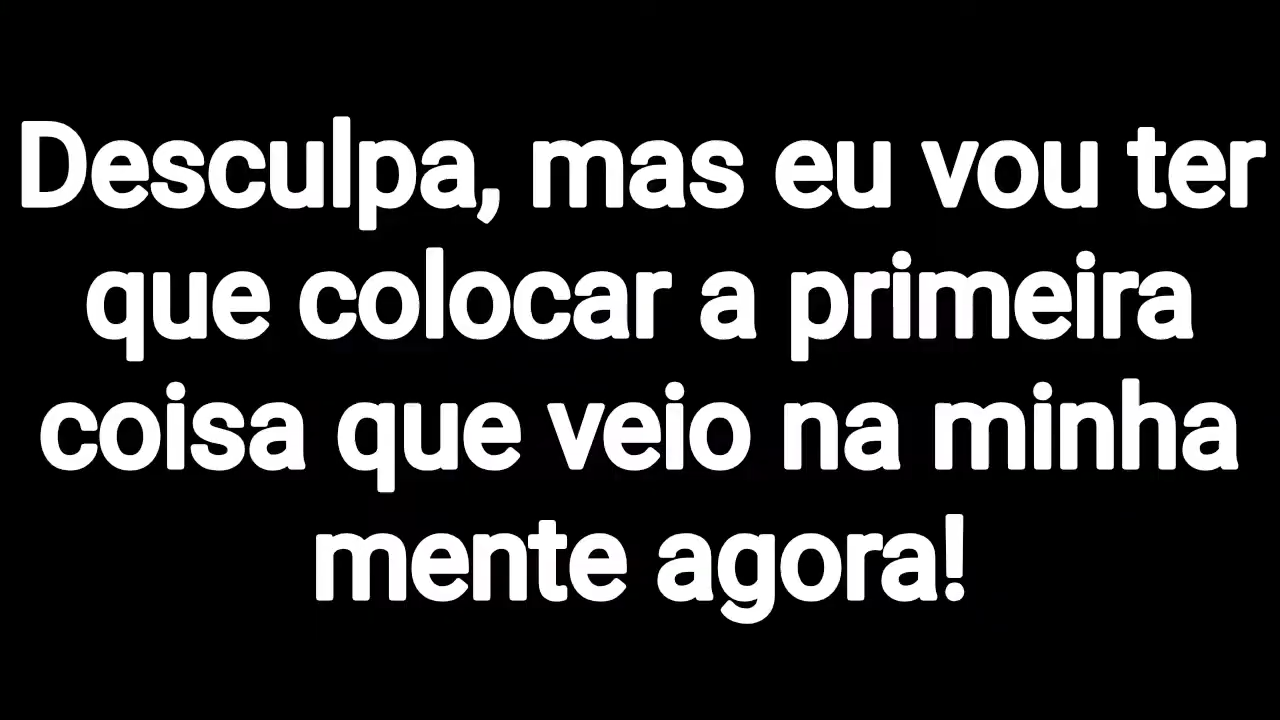 Desculpa, mas eu vou ter
que colocar a primeira
coisa que veio na minha
mente agora!